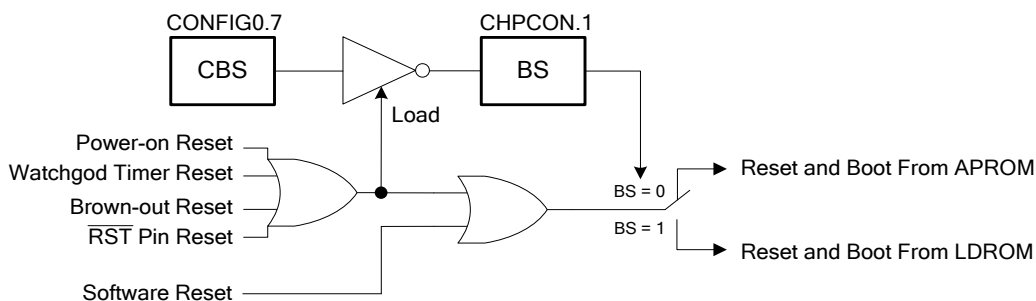 CONFIG0.7
CHPCON.1
CBS
BS
Load
Power-on Reset
Watchgod Timer Reset
Brown-out Reset
RST Pin Reset
Software Reset
BS = 0
BS = 1
Reset and Boot From APROM
Reset and Boot From LDROM